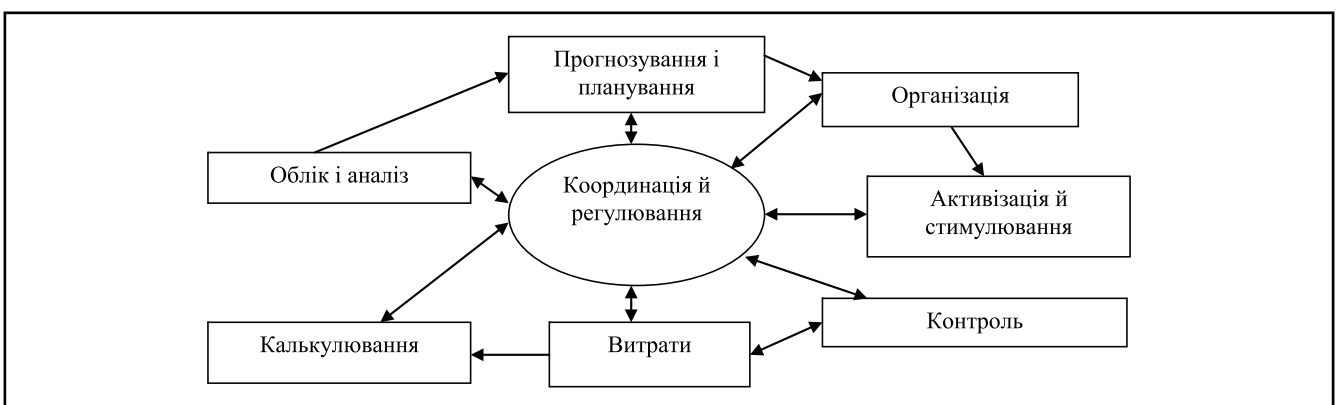 Прогнозування і
планування
Організація
Облік і аналіз
Координація й
регулювання
Активізація й
стимулювання
Контроль
Калькулювання
Витрати